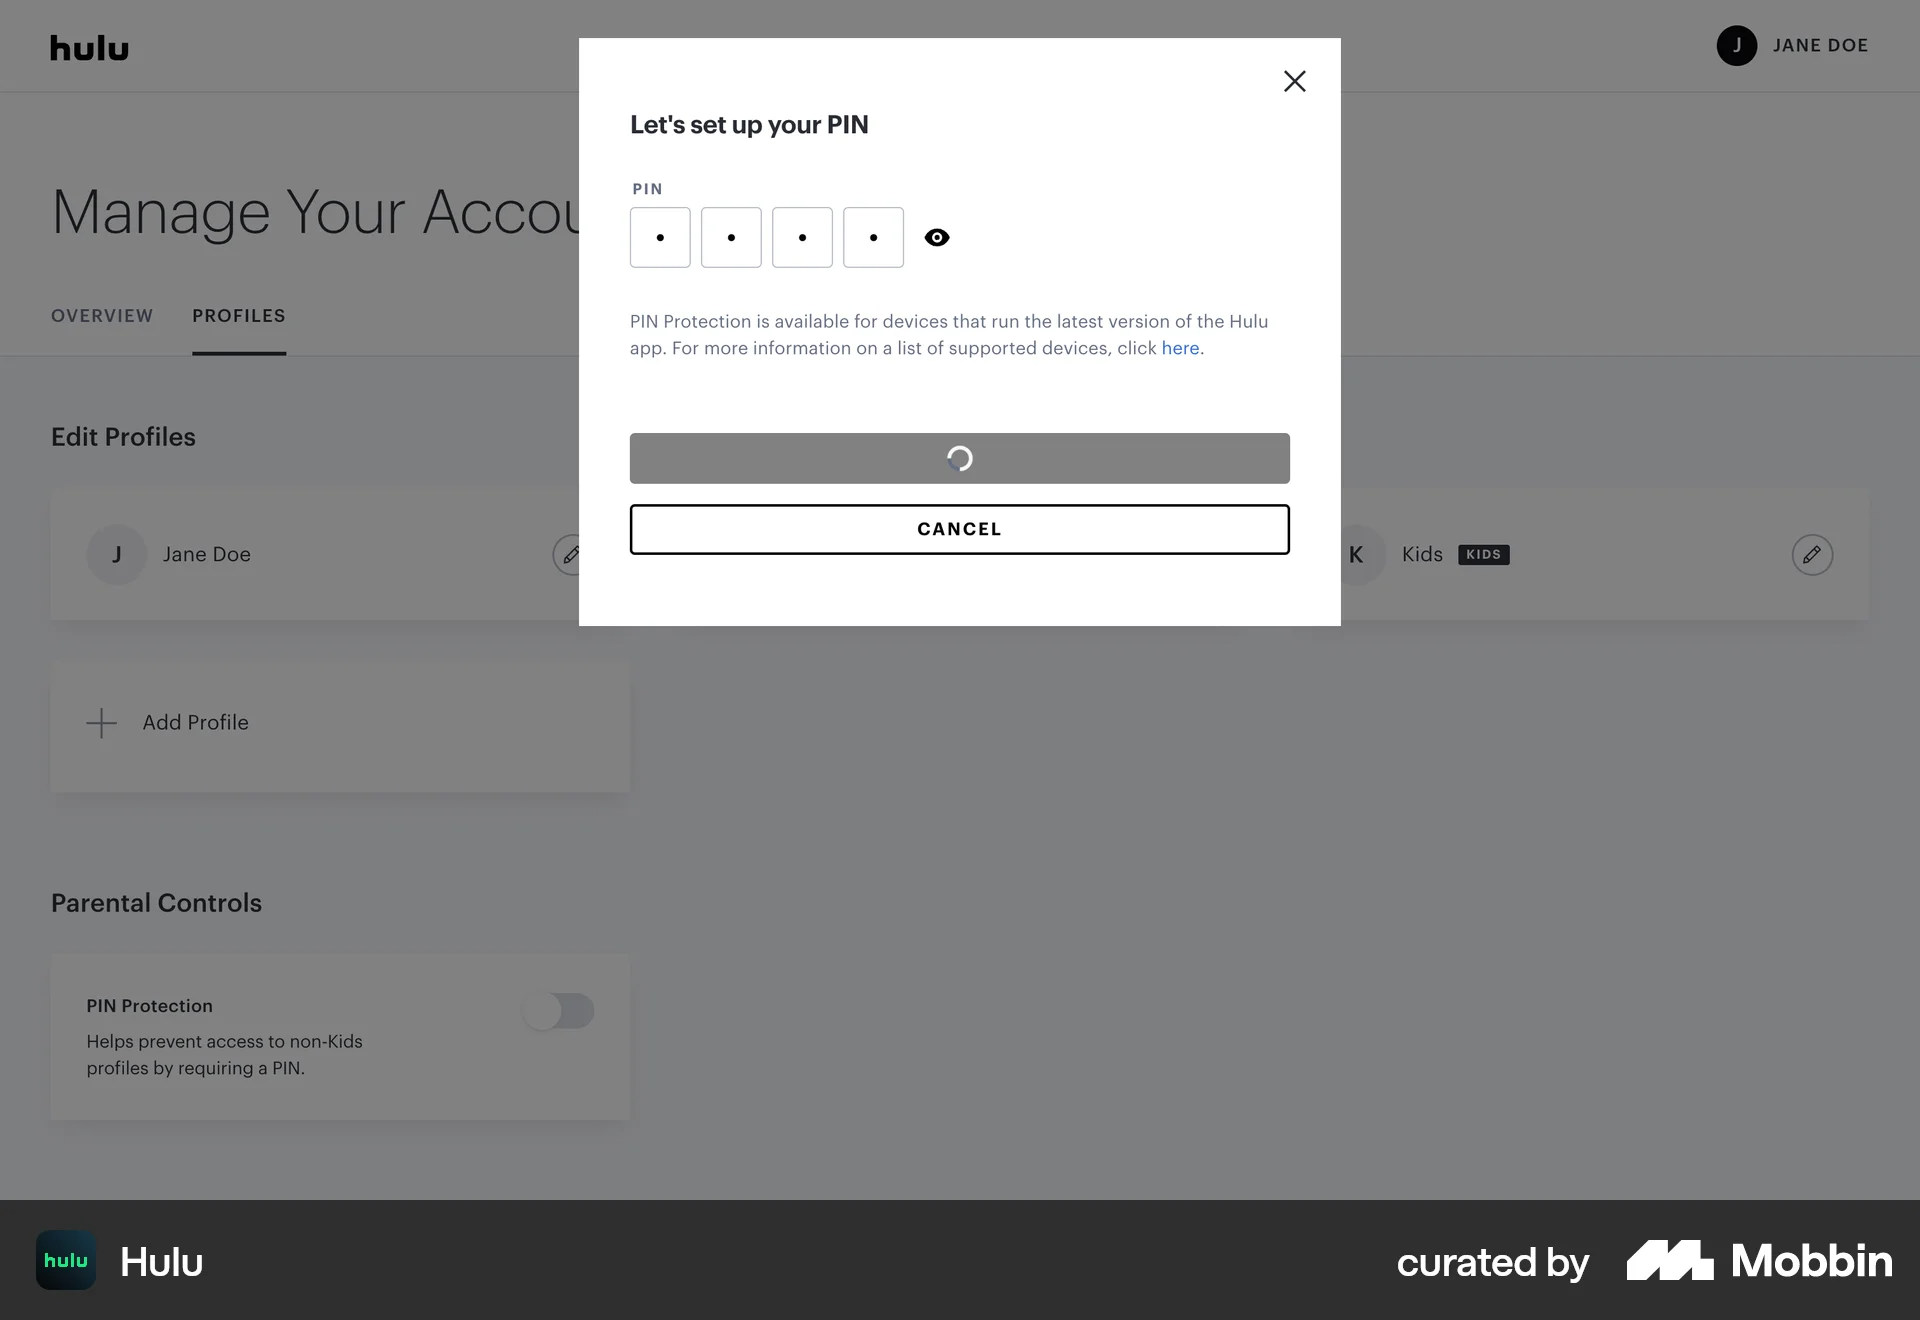 hulu
J JANE DOE
Let's set up your PIN
Manage Your Accou
PIN
OVERVIEW PROFILES
PIN Protection is available for devices that run the latest version of the Hulu
app. For more information on a list of supported devices, click here.
CANCEL
Edit Profiles
J Jane Doe
K Kids KIDS
Add Profile
Parental Controls
PIN Protection
Helps prevent access to non-Kids
profiles by requiring a PIN.
hulu Hulu
curated by Mobbin